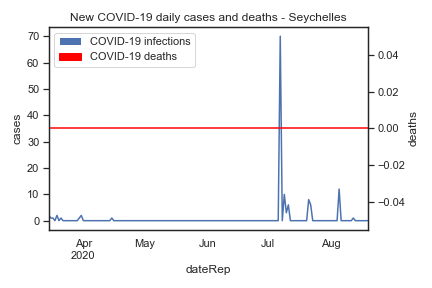 New COVID-19 daily cases and deaths - Seychelles
COVID-19 infections
COVID-19 deaths
70
60
50
40
30
20
10
0
cases
0.04
0.02
0.00
−0.02
−0.04
deaths
Apr
2020
May
Jun
Jul
Aug
dateRep